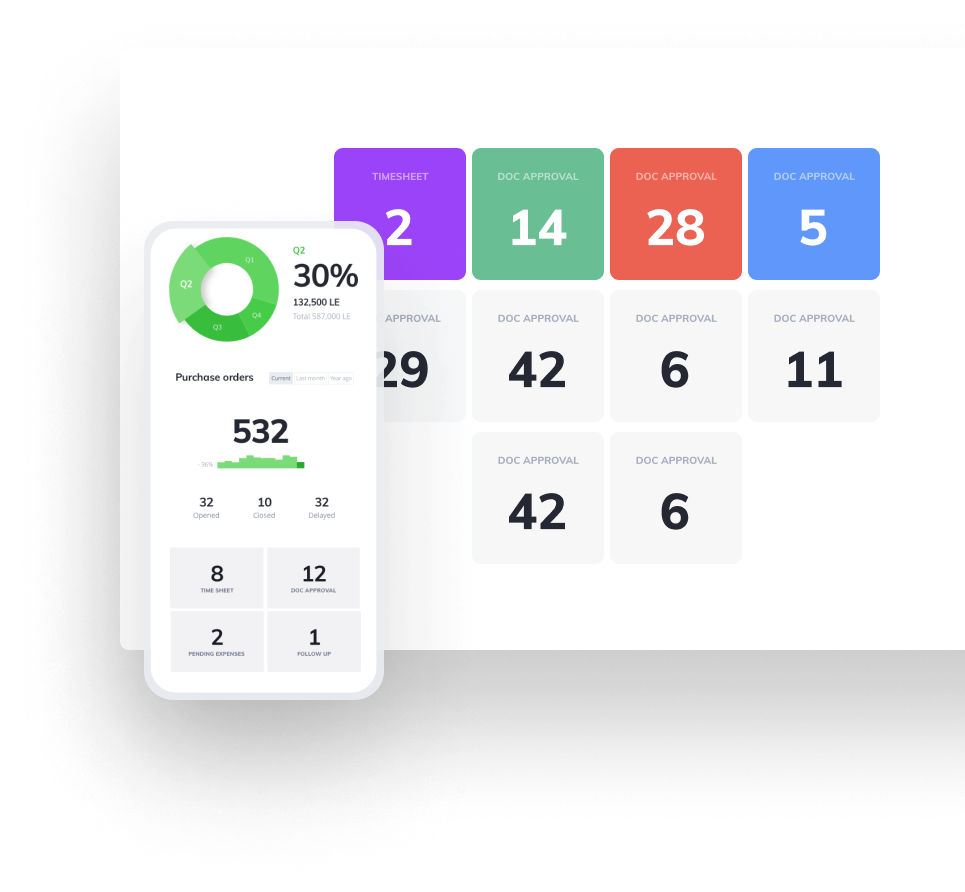 TIMESHEET
2
DOC APPROVAL
14
DOC APPROVAL
28
DOC APPROVAL
5
APPROVAL
29
DOC APPROVAL
42
DOC APPROVAL
6
DOC APPROVAL
11
DOC APPROVAL
42
DOC APPROVAL
6
Q1
Q2
Q3
Q4
Q2
30%
132,500 LE
Total 587,000 LE
Purchase orders
Current Last month Year ago
532
32 10 32
Opened Closed Delayed
8
TIME SHEET
12
DOC APPROVAL
2
PENDING EXPENSES
1
FOLLOW UP